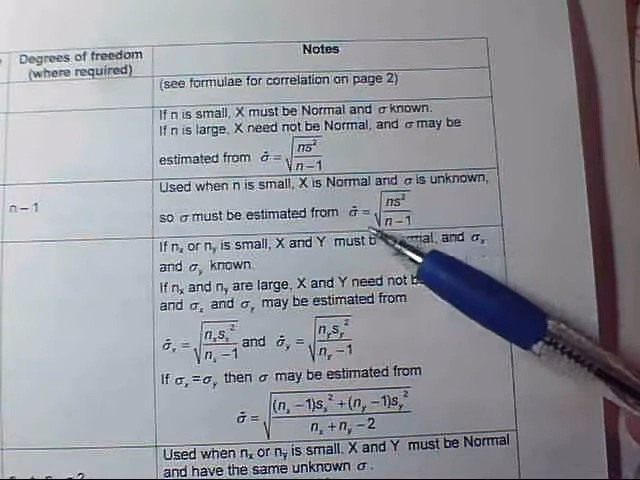 Degrees of freedom
(where required)
Notes
(see formulae for correlation on page 2)
If n is small, X must be Normal and σ known.
If n is large, X need not be Normal, and σ may be
estimated from σ̂ = √(ns²/(n−1))
n − 1
Used when n is small, X is Normal and σ is unknown,
so σ must be estimated from σ̂ = √(ns²/(n−1))
If nₓ or nᵧ is small, X and Y must and σₓ
and σᵧ known.
If nₓ and nᵧ are large, X and Y need not
and σₓ and σᵧ may be estimated from
σ̂ₓ = √(nₓsₓ²/(nₓ−1)) and σ̂ᵧ = √(nᵧsᵧ²/(nᵧ−1))
If σₓ = σᵧ then σ may be estimated from
σ̂ = √(((nₓ−1)sₓ² + (nᵧ−1)sᵧ²)/(nₓ + nᵧ − 2))
Used when nₓ or nᵧ is small. X and Y must be Normal
and have the same unknown σ.